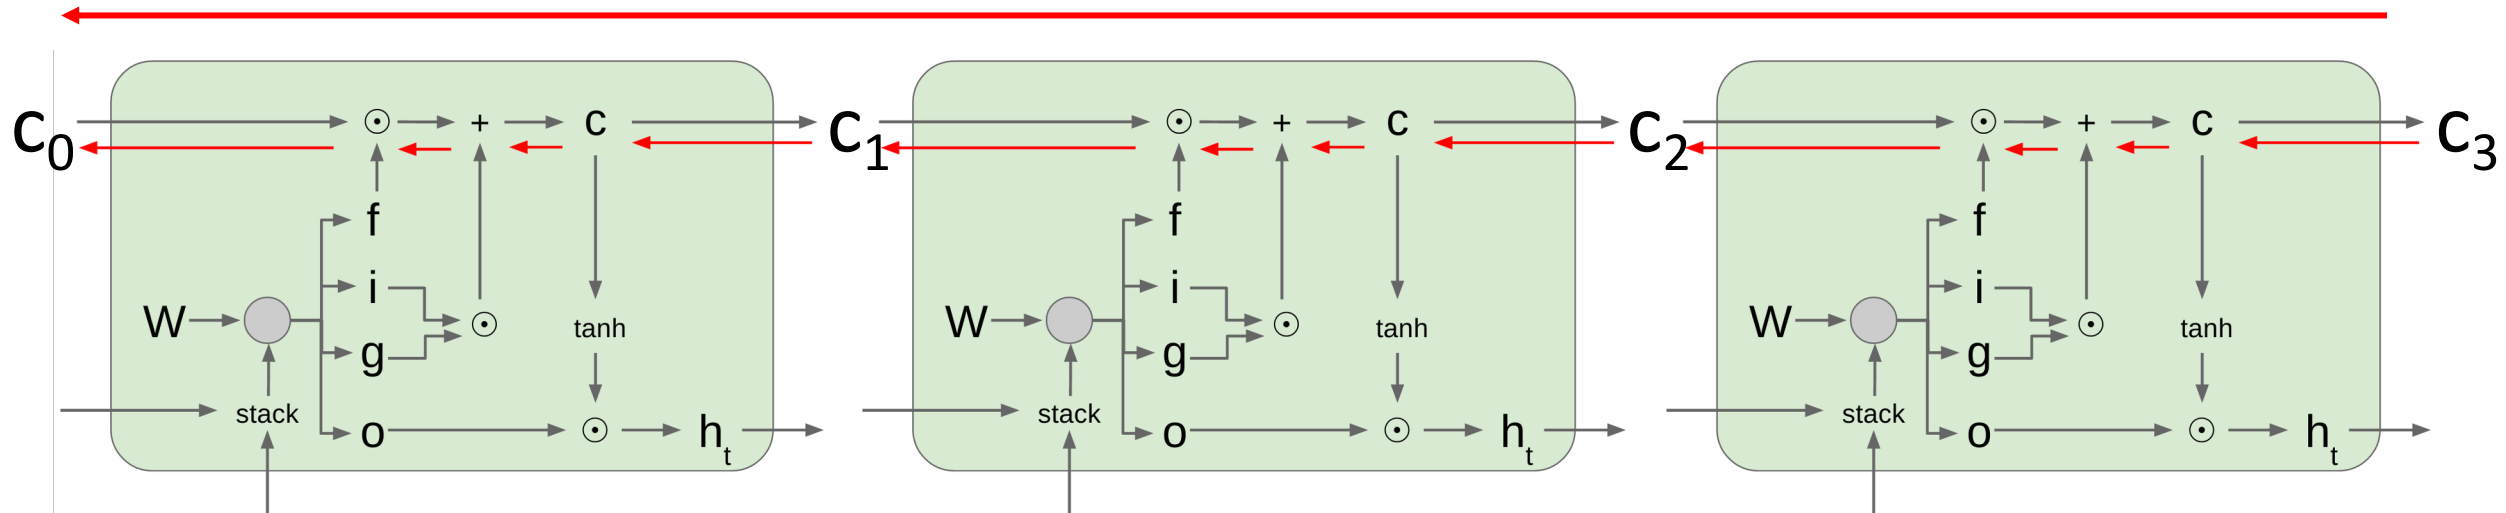 C0 ⊙ + c C1 ⊙ + c C2 ⊙ + c C3
f f f
i i i
W ⊙ tanh W ⊙ tanh W ⊙ tanh
g g g
stack stack stack
o ⊙ ht o ⊙ ht o ⊙ ht